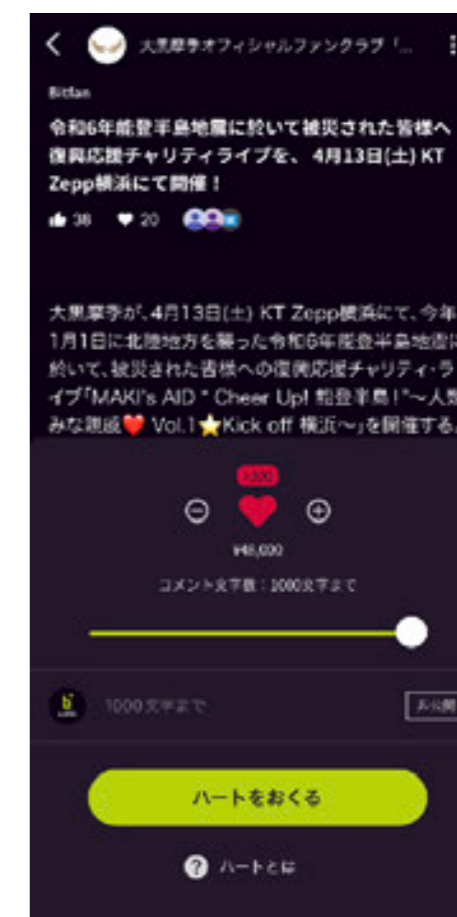 大黒摩季オフィシャルファンクラブ「...
Bitfan
令和6年能登半島地震に於いて被災された皆様へ
復興応援チャリティライブを、 4月13日(土) KT
Zepp横浜にて開催！
38 20
大黒摩季が、4月13日(土) KT Zepp横浜にて、今年
1月1日に北陸地方を襲った令和6年能登半島地震に
於いて、被災された皆様への復興応援チャリティ・ラ
イブ「MAKI's AID * Cheer Up! 能登半島！"〜人類
みな親戚❤ Vol.1⭐Kick off 横浜〜」を開催する。
¥48,000
コメント文字数：1000文字まで
1000文字まで
非公開
ハートをおくる
? ハートとは